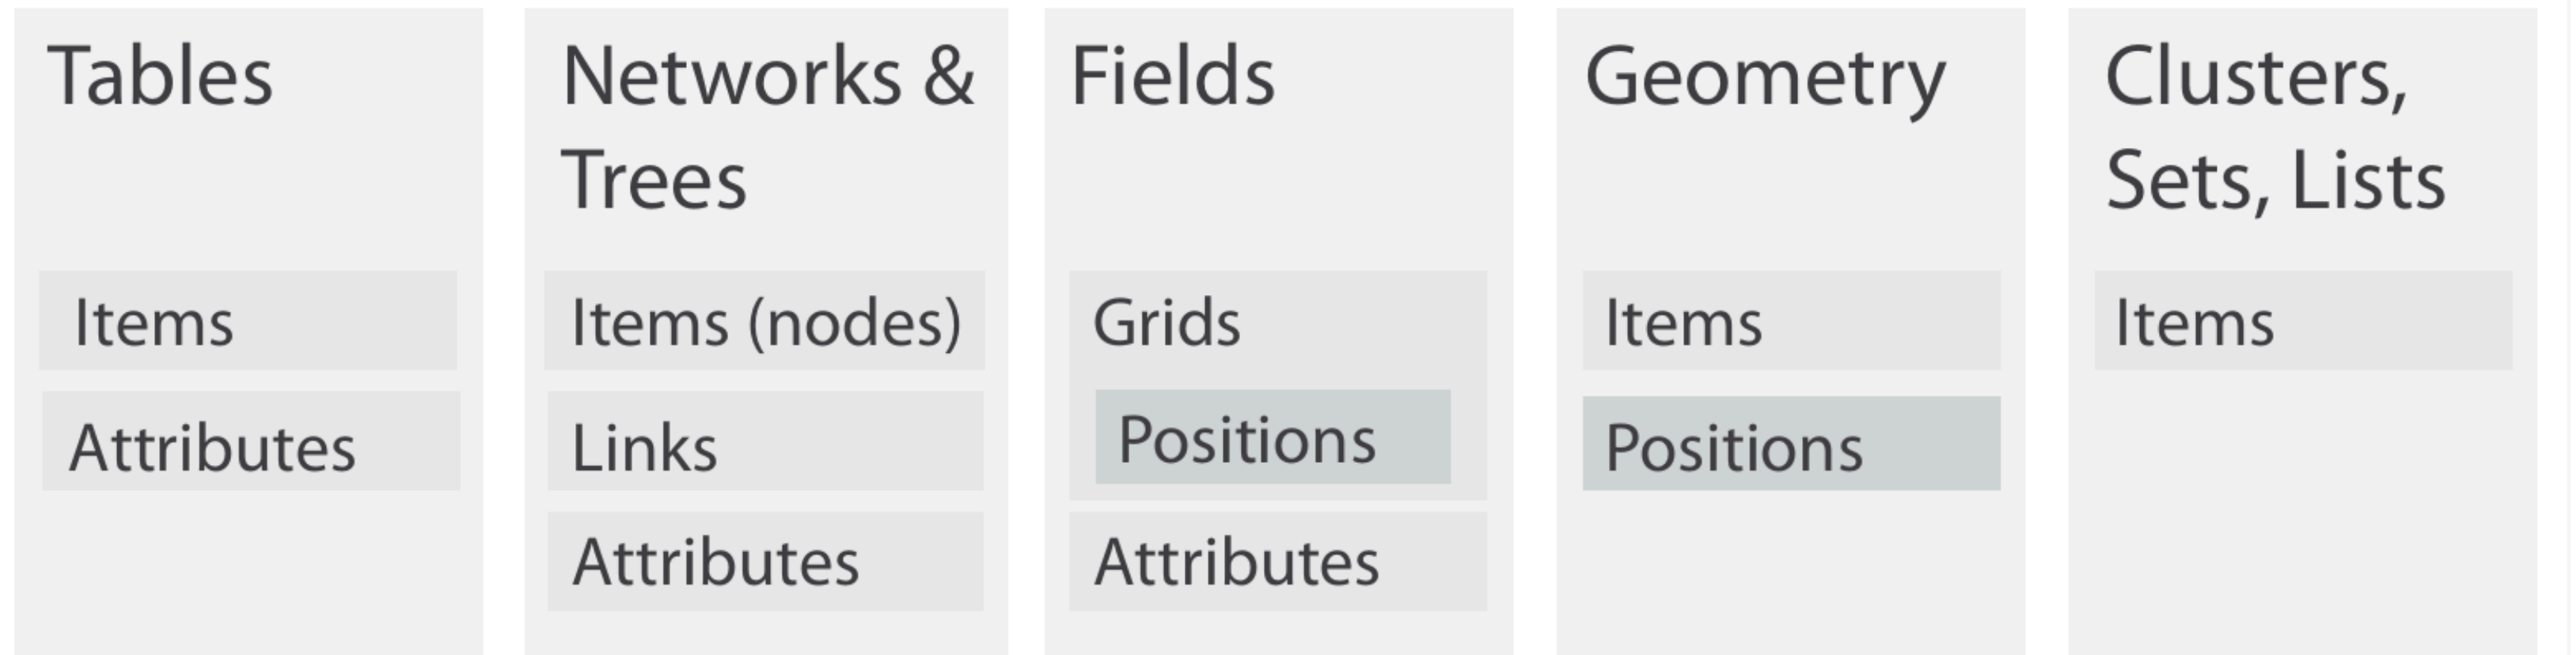 Tables
Items
Attributes
Networks &
Trees
Items (nodes)
Links
Attributes
Fields
Grids
Positions
Attributes
Geometry
Items
Positions
Clusters,
Sets, Lists
Items